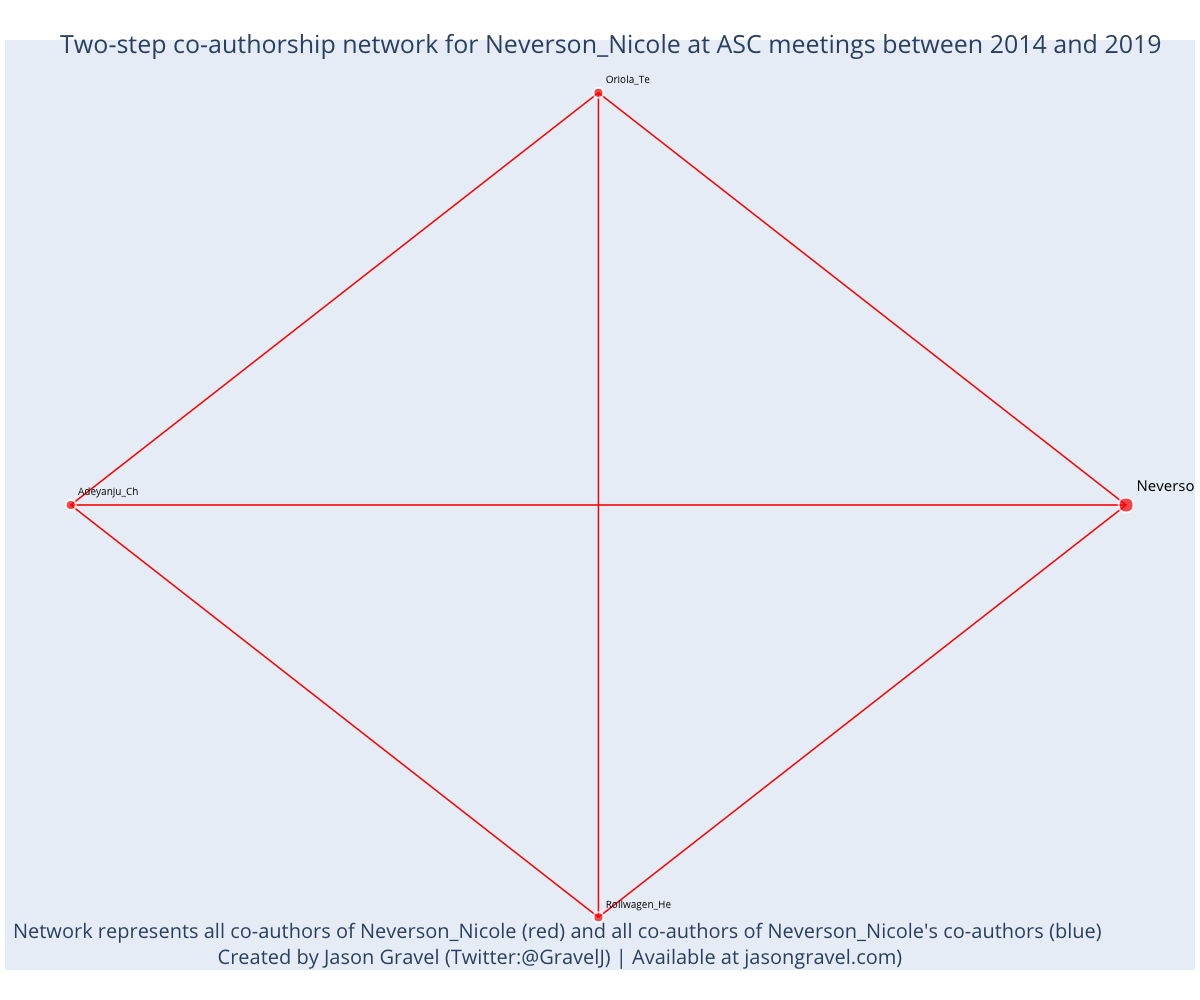 Two-step co-authorship network for Neverson_Nicole at ASC meetings between 2014 and 2019
Oriola_Te
Neverso
Adeyanju_Ch
Rollwagen_He
Network represents all co-authors of Neverson_Nicole (red) and all co-authors of Neverson_Nicole's co-authors (blue)
Created by Jason Gravel (Twitter:@GravelJ) | Available at jasongravel.com)